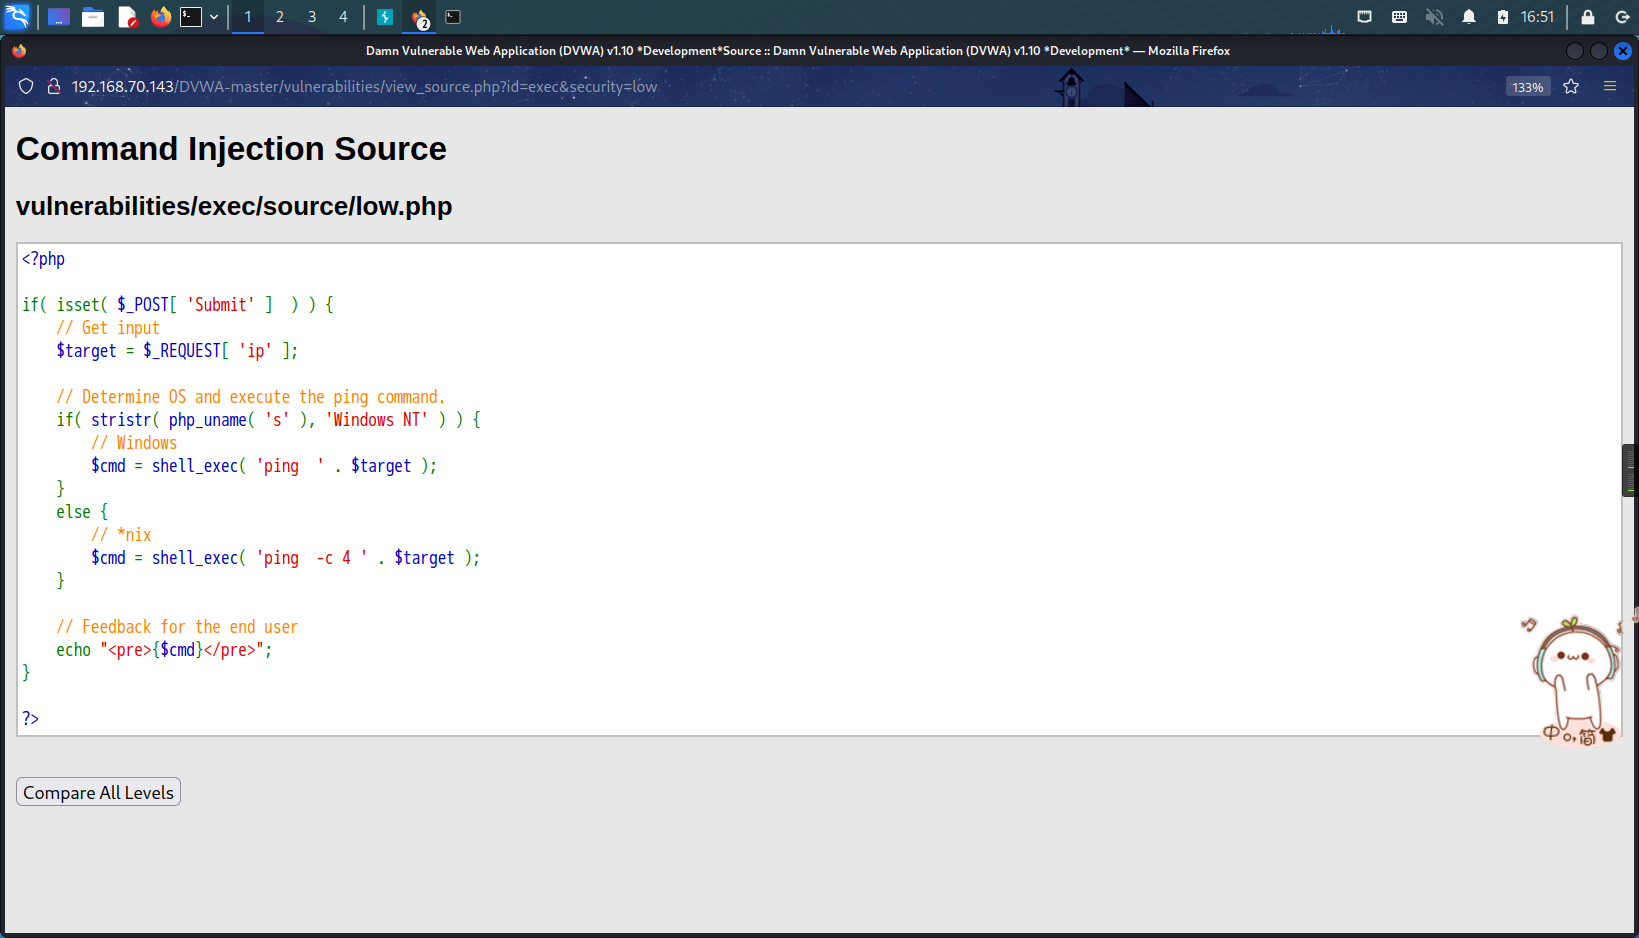 1 2 3 4 2 16:51
Damn Vulnerable Web Application (DVWA) v1.10 *Development*Source :: Damn Vulnerable Web Application (DVWA) v1.10 *Development* — Mozilla Firefox
192.168.70.143/DVWA-master/vulnerabilities/view_source.php?id=exec&security=low 133%
Command Injection Source
vulnerabilities/exec/source/low.php
<?php
if( isset( $_POST[ 'Submit' ]  ) ) {
    // Get input
    $target = $_REQUEST[ 'ip' ];
    // Determine OS and execute the ping command.
    if( stristr( php_uname( 's' ), 'Windows NT' ) ) {
        // Windows
        $cmd = shell_exec( 'ping  ' . $target );
    }
    else {
        // *nix
        $cmd = shell_exec( 'ping  -c 4 ' . $target );
    }
    // Feedback for the end user
    echo "<pre>{$cmd}</pre>";
}
?>
中 o, 简
Compare All Levels